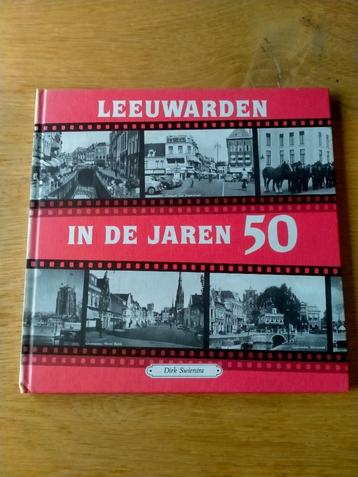 LEEUWARDEN
IN DE JAREN 50
Dirk Swierstra